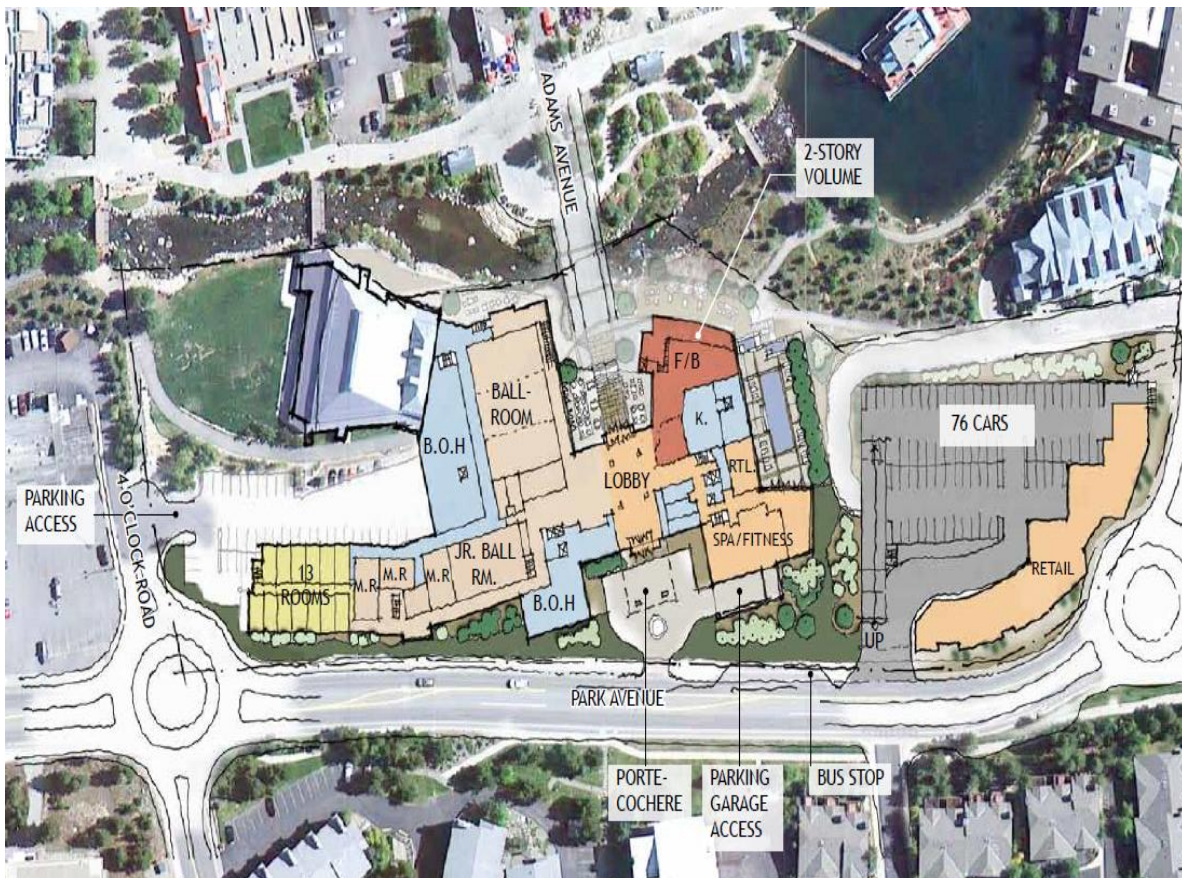 ADAMS AVENUE
2-STORY
VOLUME
F/B
BALL-
ROOM
K.
76 CARS
B.O.H
LOBBY
RTL.
PARKING
ACCESS
4-O'CLOCK-ROAD
SPA/FITNESS
JR. BALL
RM.
M.R
M.R
M.R
13
ROOMS
RETAIL
B.O.H
UP
PARK AVENUE
PORTE-
COCHERE
PARKING
GARAGE
ACCESS
BUS STOP